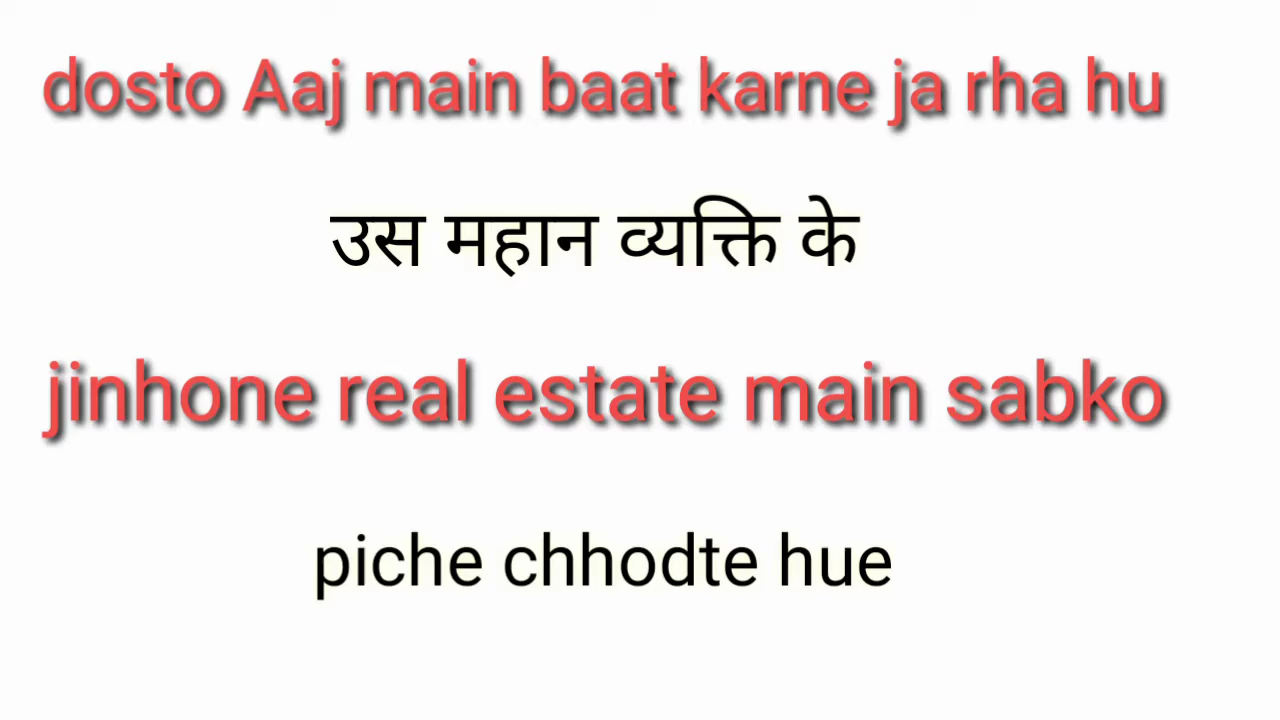 dosto Aaj main baat karne ja rha hu
उस महान व्यक्ति के
jinhone real estate main sabko
piche chhodte hue